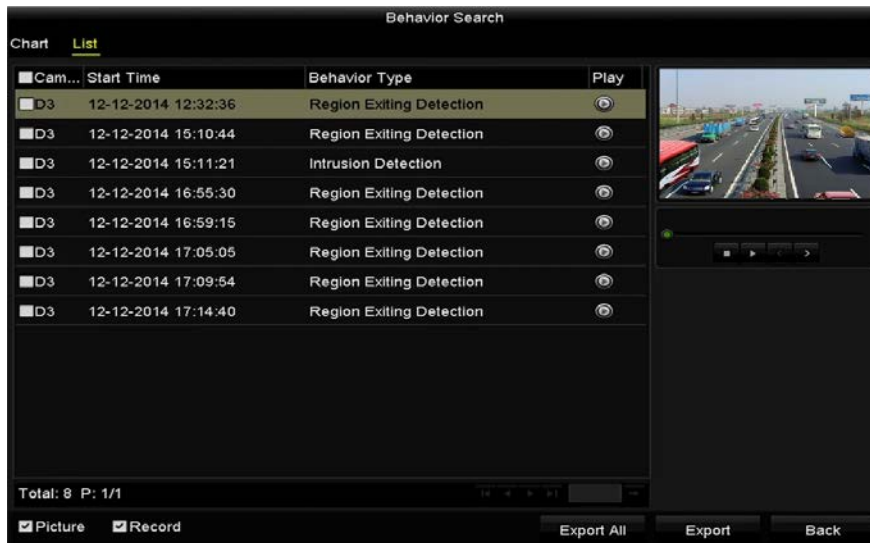 Behavior Search
Chart List
Cam... Start Time Behavior Type Play
D3 12-12-2014 12:32:36 Region Exiting Detection
D3 12-12-2014 15:10:44 Region Exiting Detection
D3 12-12-2014 15:11:21 Intrusion Detection
D3 12-12-2014 16:55:30 Region Exiting Detection
D3 12-12-2014 16:59:15 Region Exiting Detection
D3 12-12-2014 17:05:05 Region Exiting Detection
D3 12-12-2014 17:09:54 Region Exiting Detection
D3 12-12-2014 17:14:40 Region Exiting Detection
Total: 8 P: 1/1
Picture Record Export All Export Back